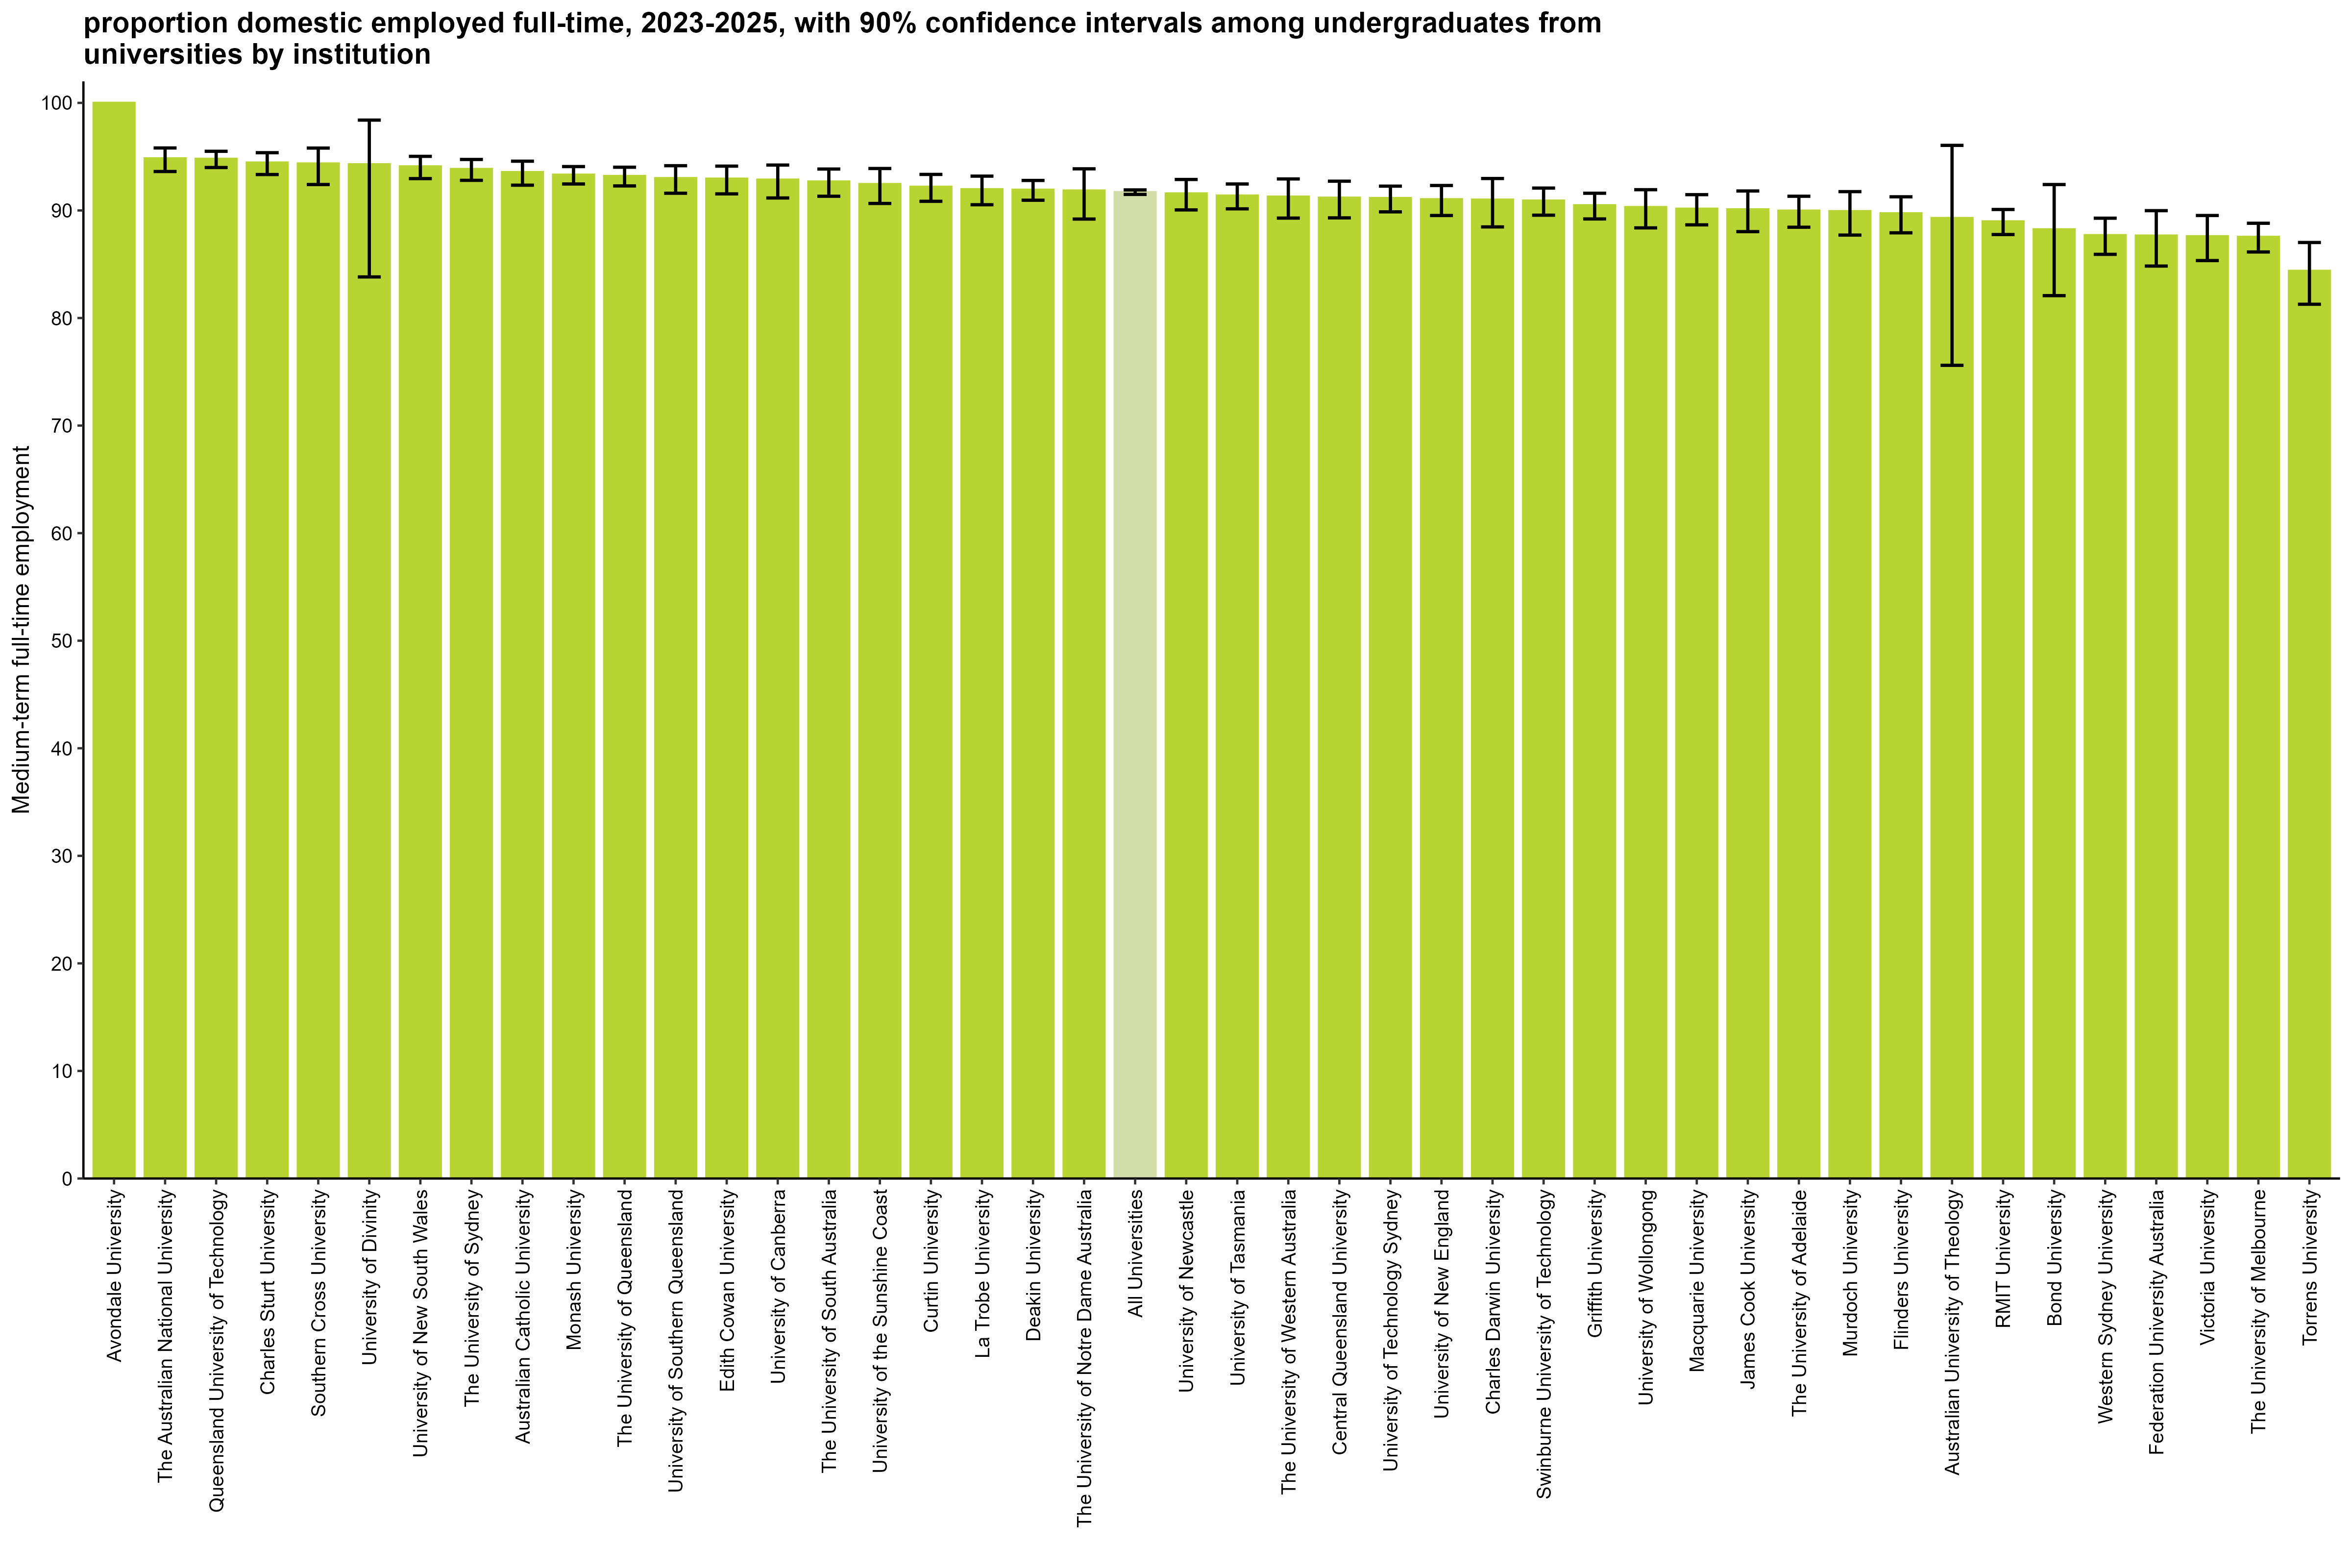 proportion domestic employed full-time, 2023-2025, with 90% confidence intervals among undergraduates from
universities by institution
Medium-term full-time employment
100
90
80
70
60
50
40
30
20
10
0
Avondale University
The Australian National University
Queensland University of Technology
Charles Sturt University
Southern Cross University
University of Divinity
University of New South Wales
The University of Sydney
Australian Catholic University
Monash University
The University of Queensland
University of Southern Queensland
Edith Cowan University
University of Canberra
The University of South Australia
University of the Sunshine Coast
Curtin University
La Trobe University
Deakin University
The University of Notre Dame Australia
All Universities
University of Newcastle
University of Tasmania
The University of Western Australia
Central Queensland University
University of Technology Sydney
University of New England
Charles Darwin University
Swinburne University of Technology
Griffith University
University of Wollongong
Macquarie University
James Cook University
The University of Adelaide
Murdoch University
Flinders University
Australian University of Theology
RMIT University
Bond University
Western Sydney University
Federation University Australia
Victoria University
The University of Melbourne
Torrens University